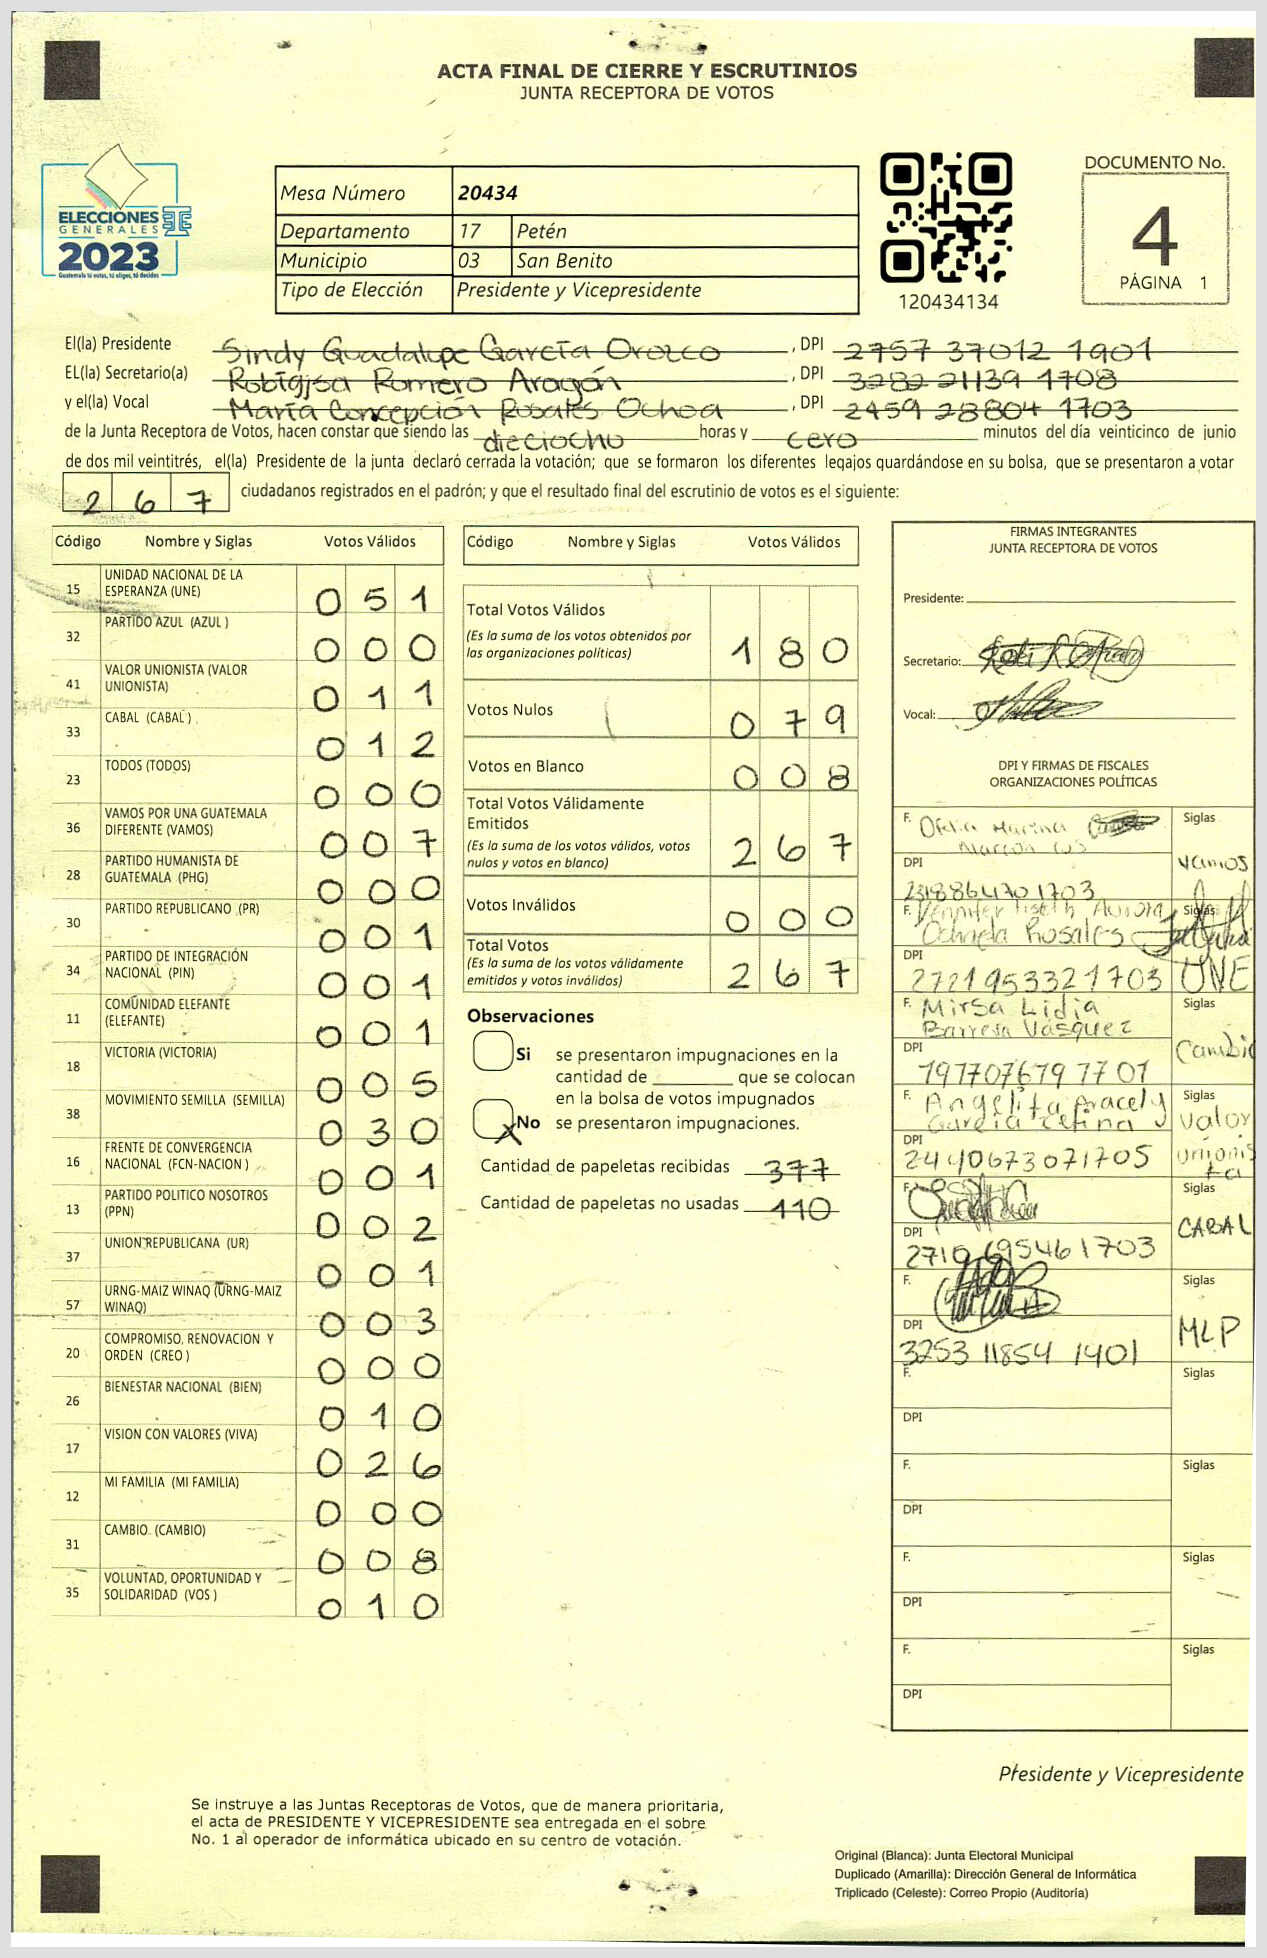 ACTA FINAL DE CIERRE Y ESCRUTINIOS
JUNTA RECEPTORA DE VOTOS
ELECCIONES
GENERALES
2023
Guatemala tú votas, tú eliges, tú decides
Mesa Número 20434
Departamento 17 Petén
Municipio 03 San Benito
Tipo de Elección Presidente y Vicepresidente
120434134
DOCUMENTO No.
4
PÁGINA 1
El(la) Presidente Sindy Guadalupe García Orozco , DPI 2757 37012 1901
EL(la) Secretario(a) Robigjsa Romero Aragón , DPI 3282 21139 1708
y el(la) Vocal María Concepción Rosales Ochoa , DPI 2459 28804 1703
de la Junta Receptora de Votos, hacen constar que siendo las dieciocho horas y cero minutos del día veinticinco de junio
de dos mil veintitrés, el(la) Presidente de la junta declaró cerrada la votación; que se formaron los diferentes legajos guardándose en su bolsa, que se presentaron a votar
2 6 7 ciudadanos registrados en el padrón; y que el resultado final del escrutinio de votos es el siguiente:
Código Nombre y Siglas Votos Válidos
15 UNIDAD NACIONAL DE LA ESPERANZA (UNE) 0 5 1
32 PARTIDO AZUL (AZUL ) 0 0 0
41 VALOR UNIONISTA (VALOR UNIONISTA) 0 1 1
33 CABAL (CABAL ) 0 1 2
23 TODOS (TODOS) 0 0 0
36 VAMOS POR UNA GUATEMALA DIFERENTE (VAMOS) 0 0 7
28 PARTIDO HUMANISTA DE GUATEMALA (PHG) 0 0 0
30 PARTIDO REPUBLICANO (PR) 0 0 1
34 PARTIDO DE INTEGRACIÓN NACIONAL (PIN) 0 0 1
11 COMUNIDAD ELEFANTE (ELEFANTE) 0 0 1
18 VICTORIA (VICTORIA) 0 0 5
38 MOVIMIENTO SEMILLA (SEMILLA) 0 3 0
16 FRENTE DE CONVERGENCIA NACIONAL (FCN-NACION ) 0 0 1
13 PARTIDO POLITICO NOSOTROS (PPN) 0 0 2
37 UNION REPUBLICANA (UR) 0 0 1
57 URNG-MAIZ WINAQ (URNG-MAIZ WINAQ) 0 0 3
20 COMPROMISO, RENOVACION Y ORDEN (CREO ) 0 0 0
26 BIENESTAR NACIONAL (BIEN) 0 1 0
17 VISION CON VALORES (VIVA) 0 2 6
12 MI FAMILIA (MI FAMILIA) 0 0 0
31 CAMBIO (CAMBIO) 0 0 8
35 VOLUNTAD, OPORTUNIDAD Y SOLIDARIDAD (VOS ) 0 1 0
Código Nombre y Siglas Votos Válidos
Total Votos Válidos 1 8 0
(Es la suma de los votos obtenidos por
las organizaciones políticas)
Votos Nulos 0 7 9
Votos en Blanco 0 0 8
Total Votos Válidamente
Emitidos 2 6 7
(Es la suma de los votos válidos, votos
nulos y votos en blanco)
Votos Inválidos 0 0 0
Total Votos 2 6 7
(Es la suma de los votos válidamente
emitidos y votos inválidos)
Observaciones
Si se presentaron impugnaciones en la
cantidad de ________ que se colocan
en la bolsa de votos impugnados
X No se presentaron impugnaciones.
Cantidad de papeletas recibidas 377
Cantidad de papeletas no usadas 110
FIRMAS INTEGRANTES
JUNTA RECEPTORA DE VOTOS
Presidente:
Secretario:
Vocal:
DPI Y FIRMAS DE FISCALES
ORGANIZACIONES POLÍTICAS
F. Ofelia Marina Siglas
DPI Vamos
F. Jennifer Aurora Siglas
Rosales
DPI 2721953321703 UNE
F. Mirsa Lidia Siglas
Vásquez
DPI Cambio
1977076797701
F. Angelita Aracely Siglas
García Valor
DPI unionista
2440673071705
F. Siglas
DPI CABAL
2710 69546 1703
F. Siglas
DPI MLP
3253 11854 1401
F. Siglas
DPI
F. Siglas
DPI
F. Siglas
DPI
F. Siglas
DPI
Presidente y Vicepresidente
Se instruye a las Juntas Receptoras de Votos, que de manera prioritaria,
el acta de PRESIDENTE Y VICEPRESIDENTE sea entregada en el sobre
No. 1 al operador de informática ubicado en su centro de votación.
Original (Blanca): Junta Electoral Municipal
Duplicado (Amarilla): Dirección General de Informática
Triplicado (Celeste): Correo Propio (Auditoría)